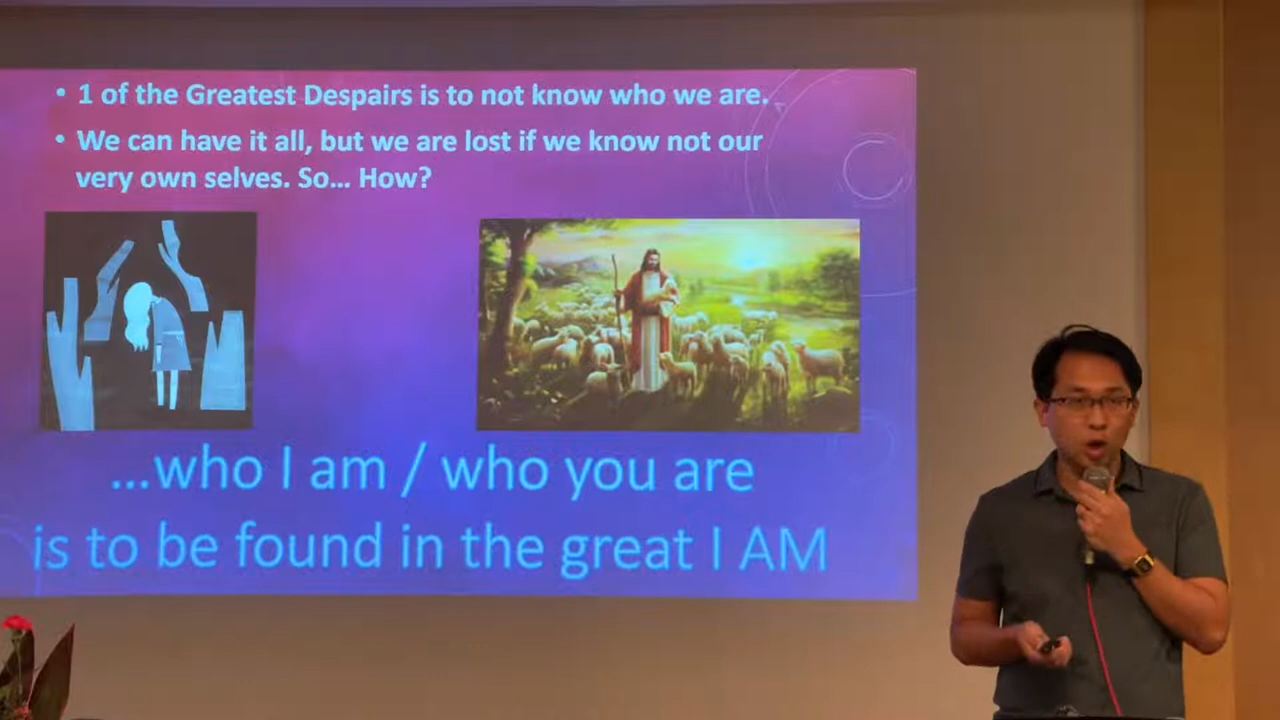 • 1 of the Greatest Despairs is to not know who we are.
• We can have it all, but we are lost if we know not our
very own selves. So... How?
...who I am / who you are
is to be found in the great I AM